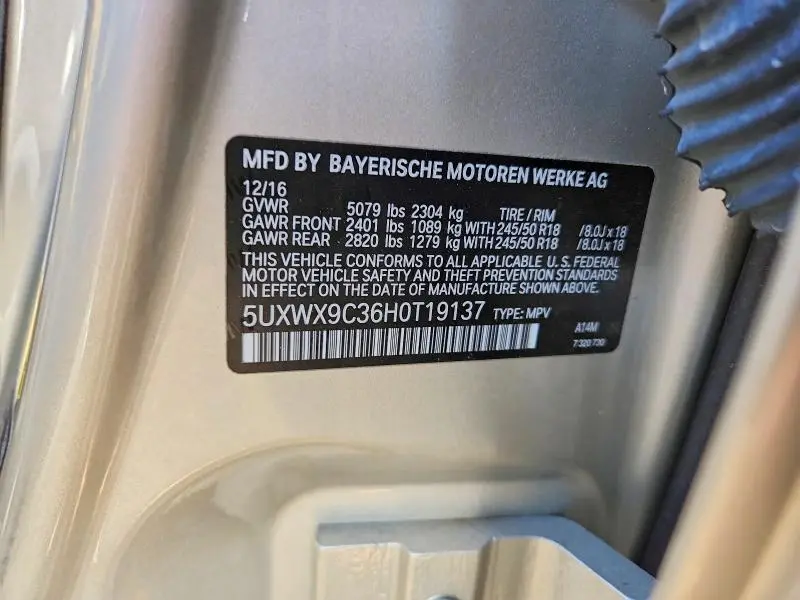 MFD BY BAYERISCHE MOTOREN WERKE AG
12/16
GVWR 5079 lbs 2304 kg TIRE / RIM
GAWR FRONT 2401 lbs 1089 kg WITH 245/50 R18 /8.0J x 18
GAWR REAR 2820 lbs 1279 kg WITH 245/50 R18 /8.0J x 18
THIS VEHICLE CONFORMS TO ALL APPLICABLE U.S. FEDERAL
MOTOR VEHICLE SAFETY AND THEFT PREVENTION STANDARDS
IN EFFECT ON THE DATE OF MANUFACTURE SHOWN ABOVE.
5UXWX9C36H0T19137 TYPE: MPV
A14M
7 320 730